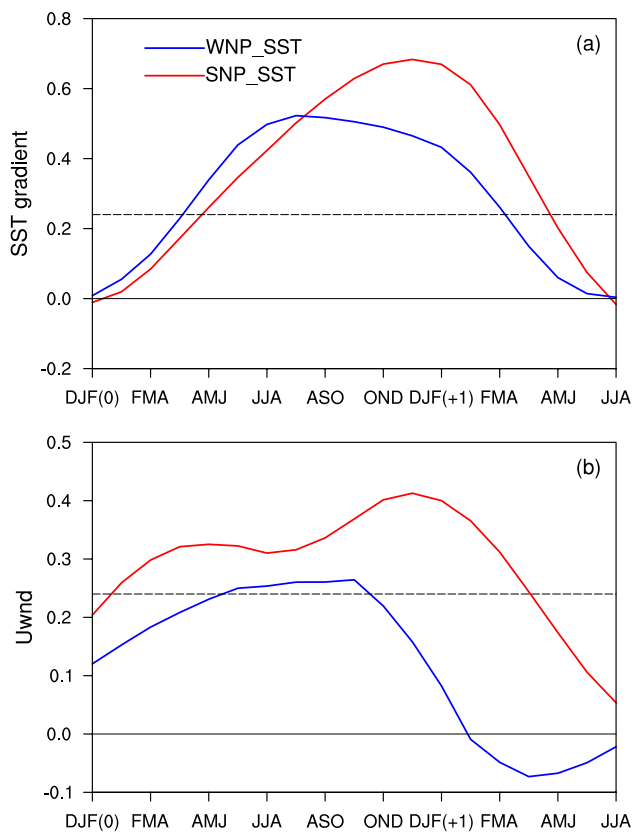 0.8
(a)
WNP_SST
SNP_SST
0.6
0.4
0.2
0.0
-0.2
SST gradient
DJF(0) FMA AMJ JJA ASO OND DJF(+1) FMA AMJ JJA
0.5
(b)
0.4
0.3
0.2
0.1
0.0
-0.1
Uwnd
DJF(0) FMA AMJ JJA ASO OND DJF(+1) FMA AMJ JJA